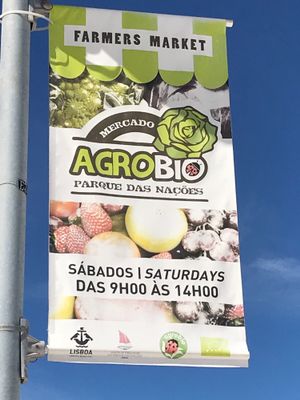 FARMERS MARKET
MERCADO
AGROBIO
PARQUE DAS NAÇÕES
SÁBADOS | SATURDAYS
DAS 9H00 ÀS 14H00
LISBOA